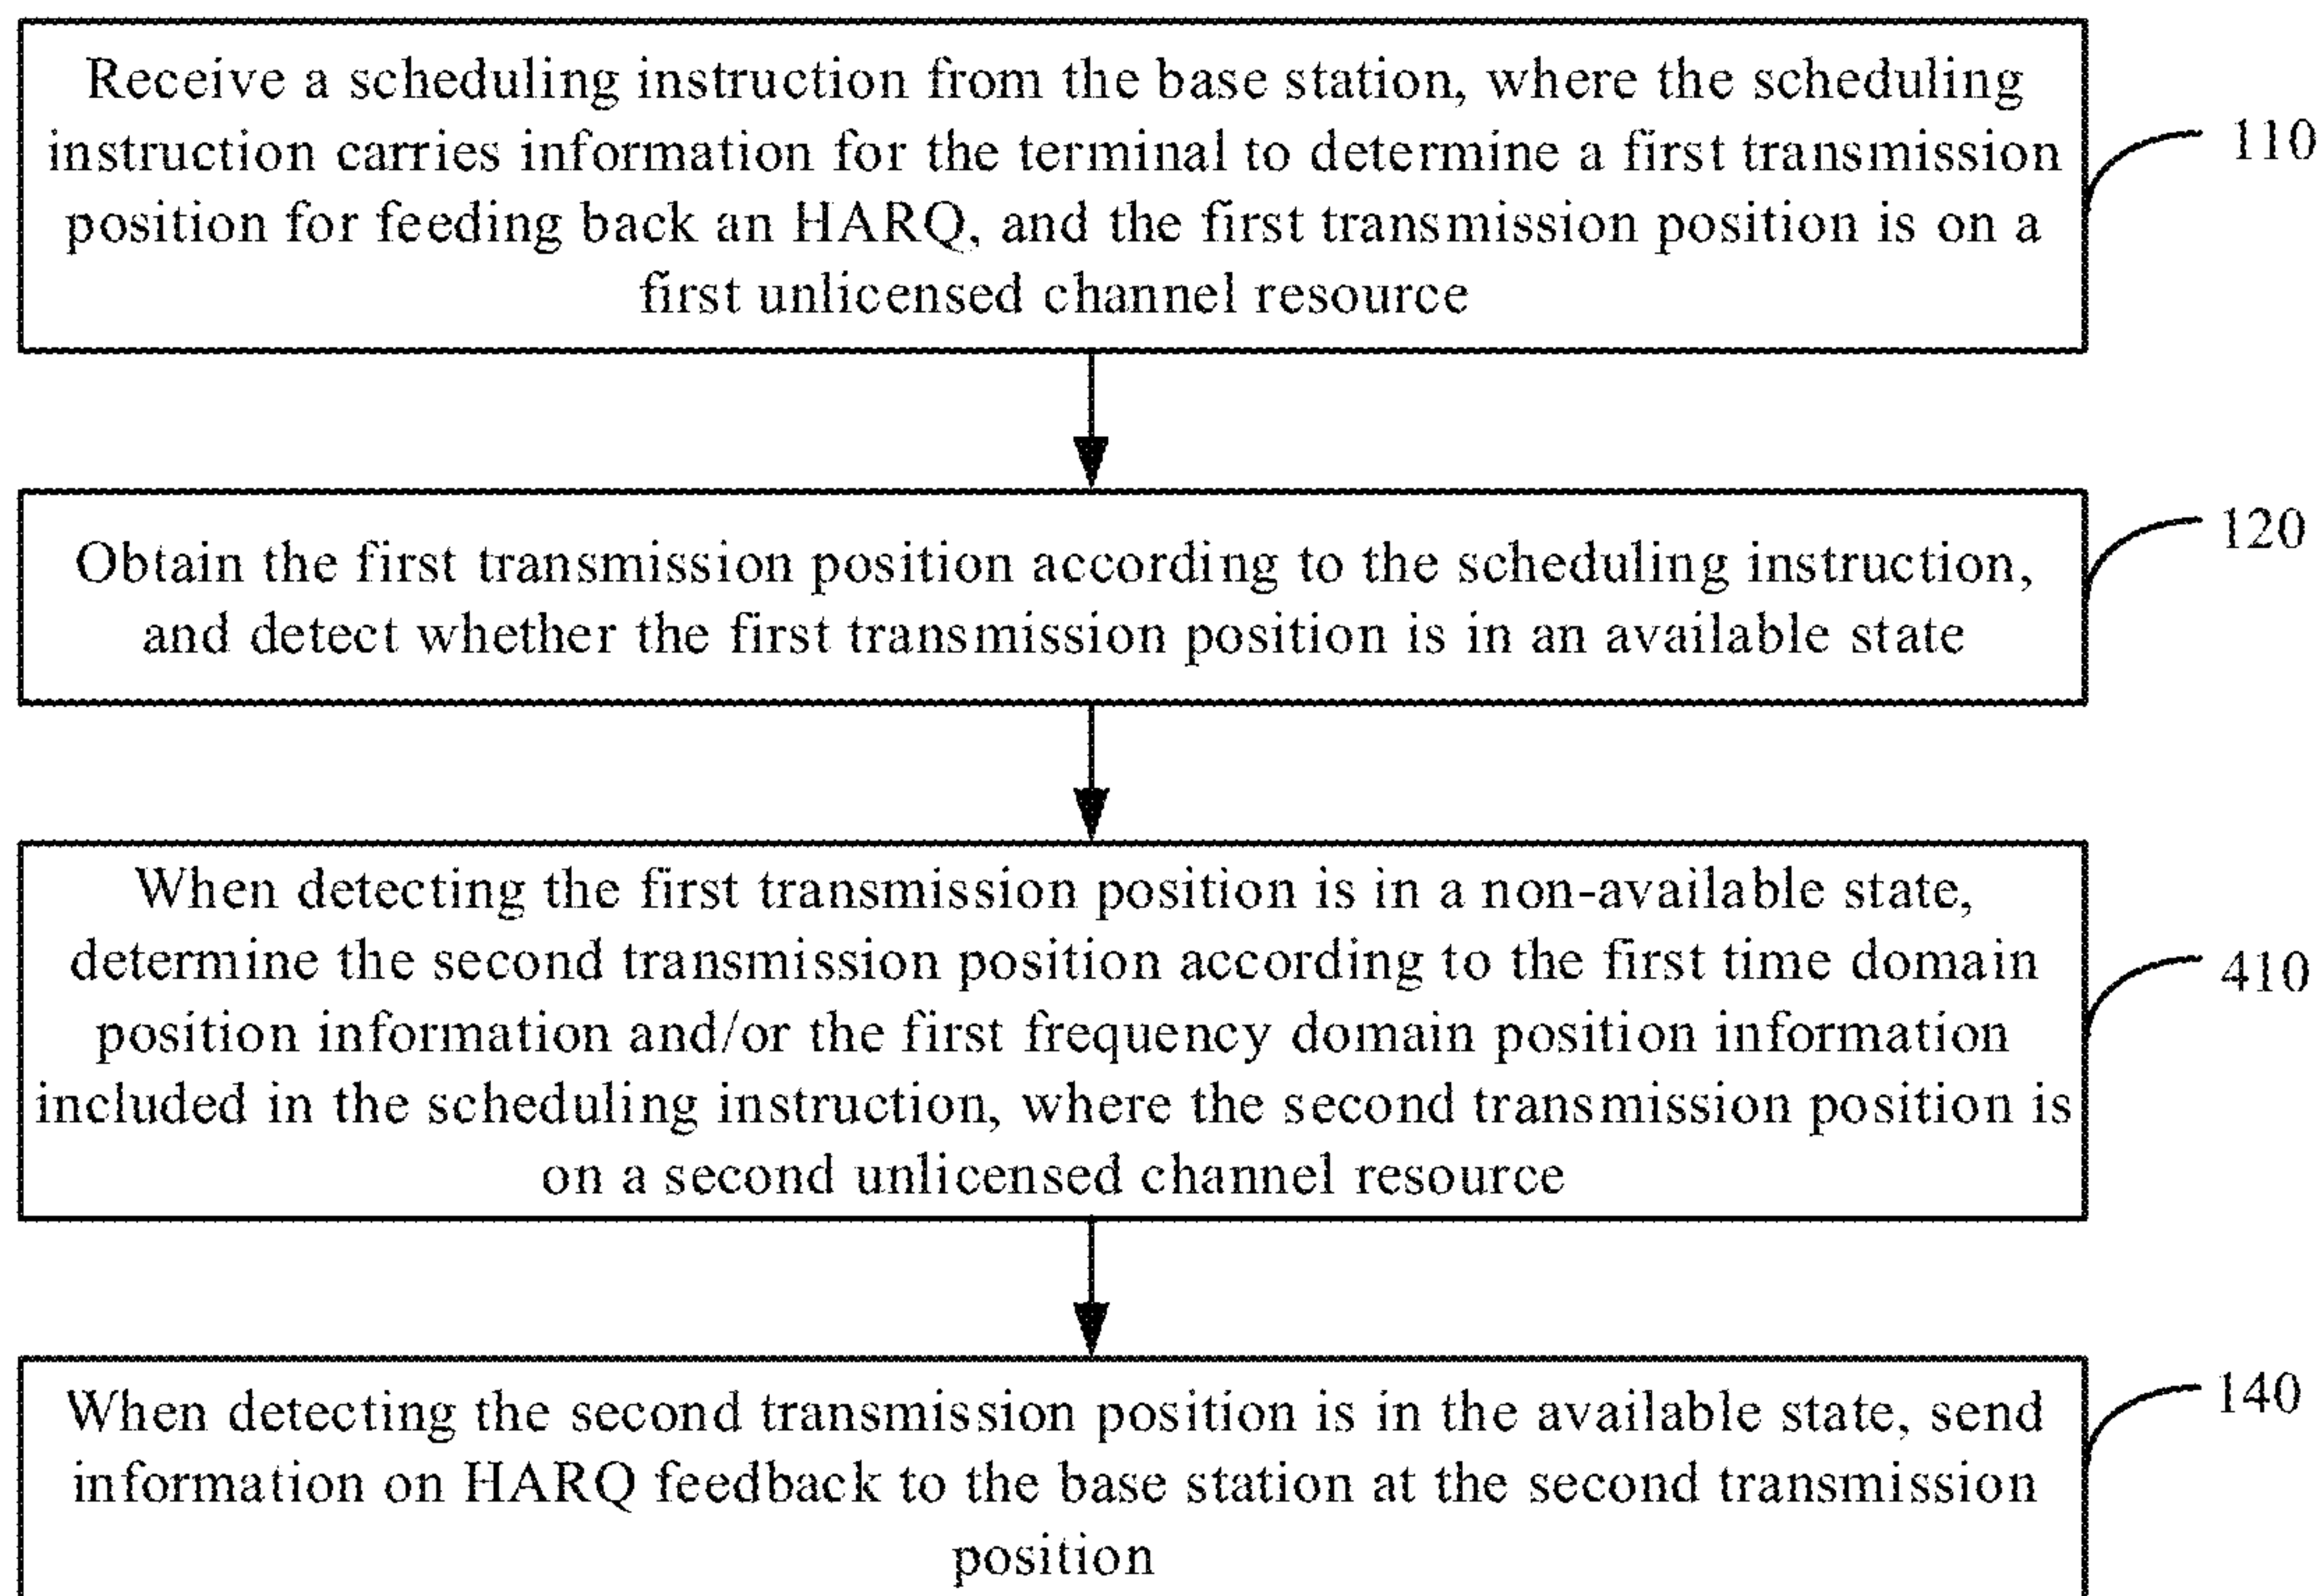 Receive a scheduling instruction from the base station, where the scheduling
instruction carries information for the terminal to determine a first transmission
position for feeding back an HARQ, and the first transmission position is on a
first unlicensed channel resource
110
Obtain the first transmission position according to the scheduling instruction,
and detect whether the first transmission position is in an available state
120
When detecting the first transmission position is in a non-available state,
determine the second transmission position according to the first time domain
position information and/or the first frequency domain position information
included in the scheduling instruction, where the second transmission position is
on a second unlicensed channel resource
410
When detecting the second transmission position is in the available state, send
information on HARQ feedback to the base station at the second transmission
position
140